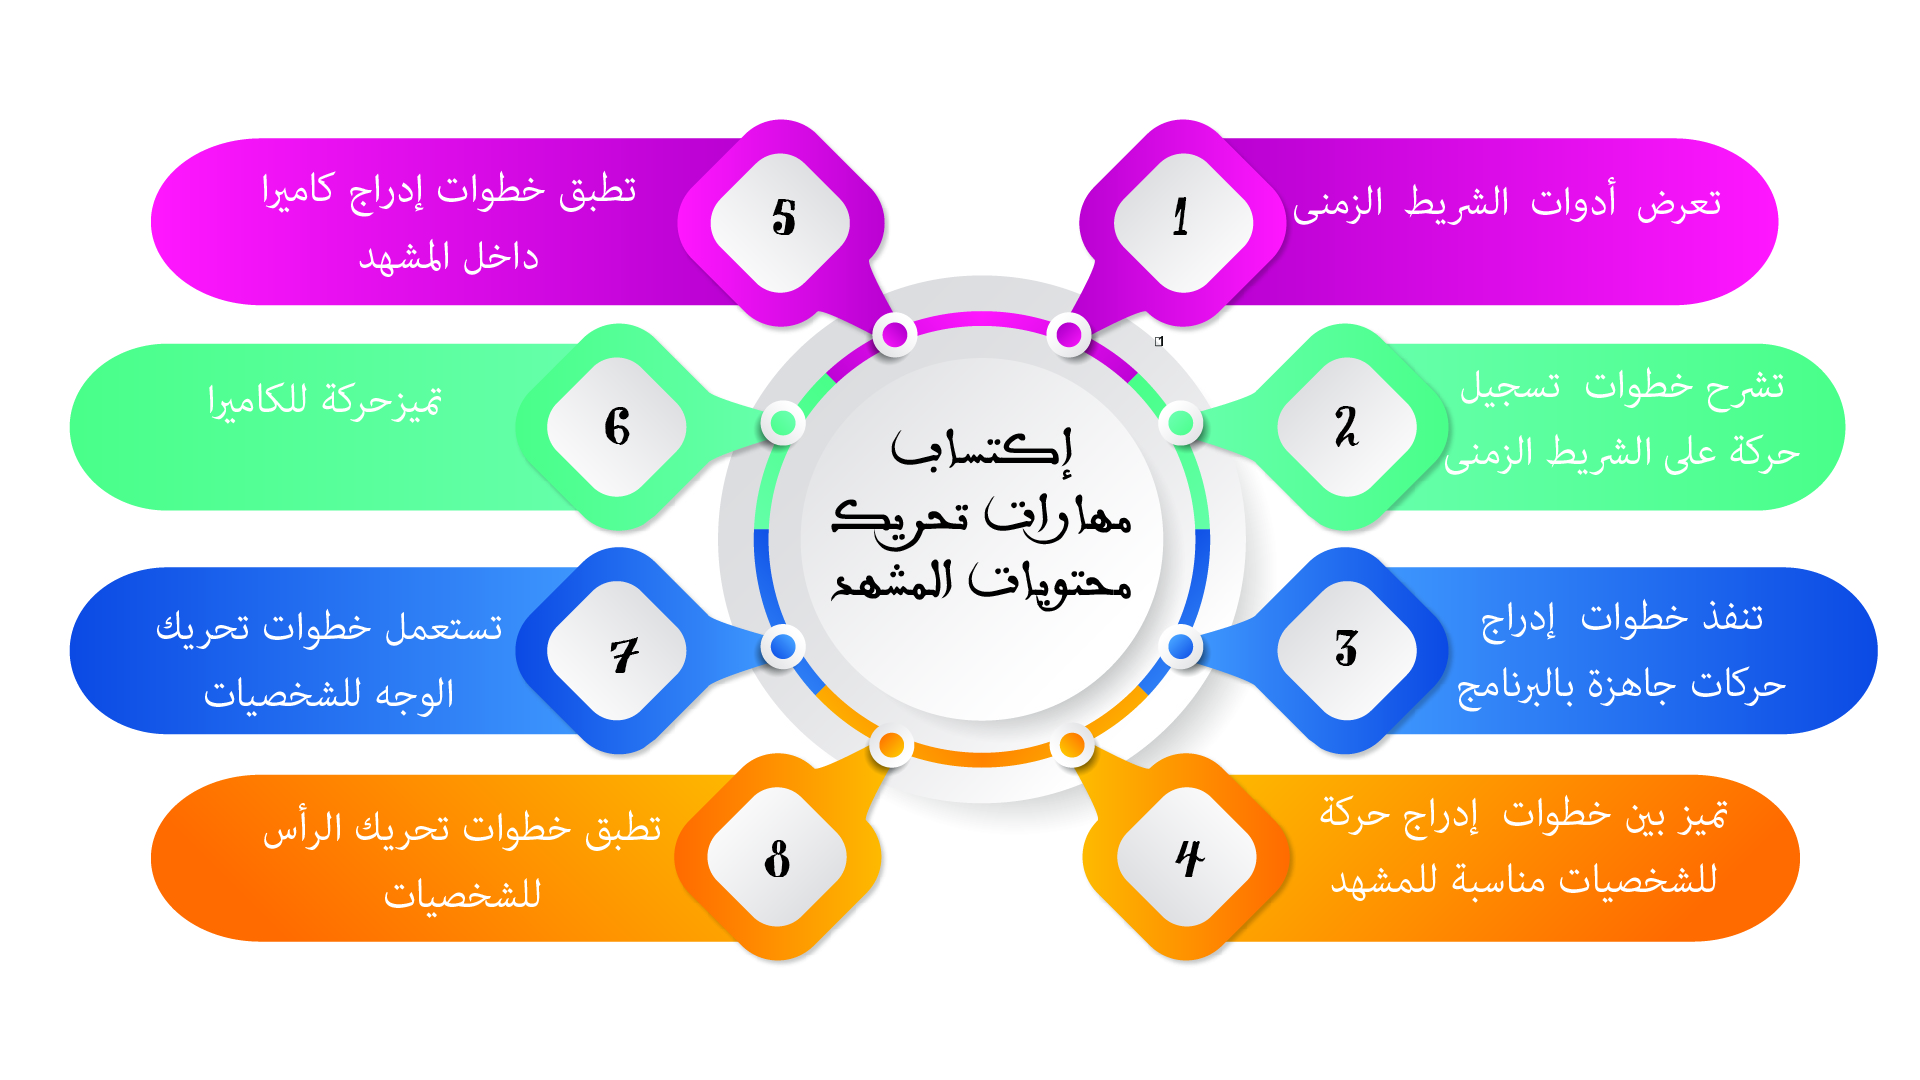 إكتساب
مهارات تحريك
محتويات المشهد
1
تعرض أدوات الشريط الزمنى
2
تشرح خطوات تسجيل
حركة على الشريط الزمنى
3
تنفذ خطوات إدراج
حركات جاهزة بالبرنامج
4
تميز بين خطوات إدراج حركة
للشخصيات مناسبة للمشهد
5
تطبق خطوات إدراج كاميرا
داخل المشهد
6
تميزحركة للكاميرا
7
تستعمل خطوات تحريك
الوجه للشخصيات
8
تطبق خطوات تحريك الرأس
للشخصيات